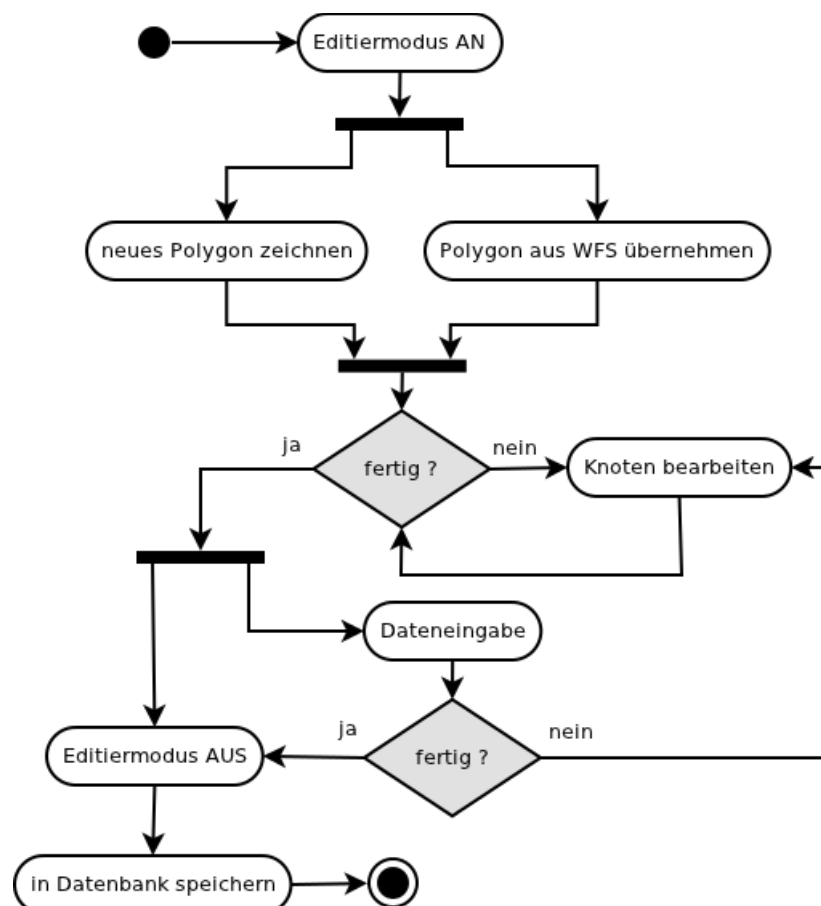 Editiermodus AN
neues Polygon zeichnen
Polygon aus WFS übernehmen
ja
nein
fertig ?
Knoten bearbeiten
Dateneingabe
ja
nein
Editiermodus AUS
fertig ?
in Datenbank speichern